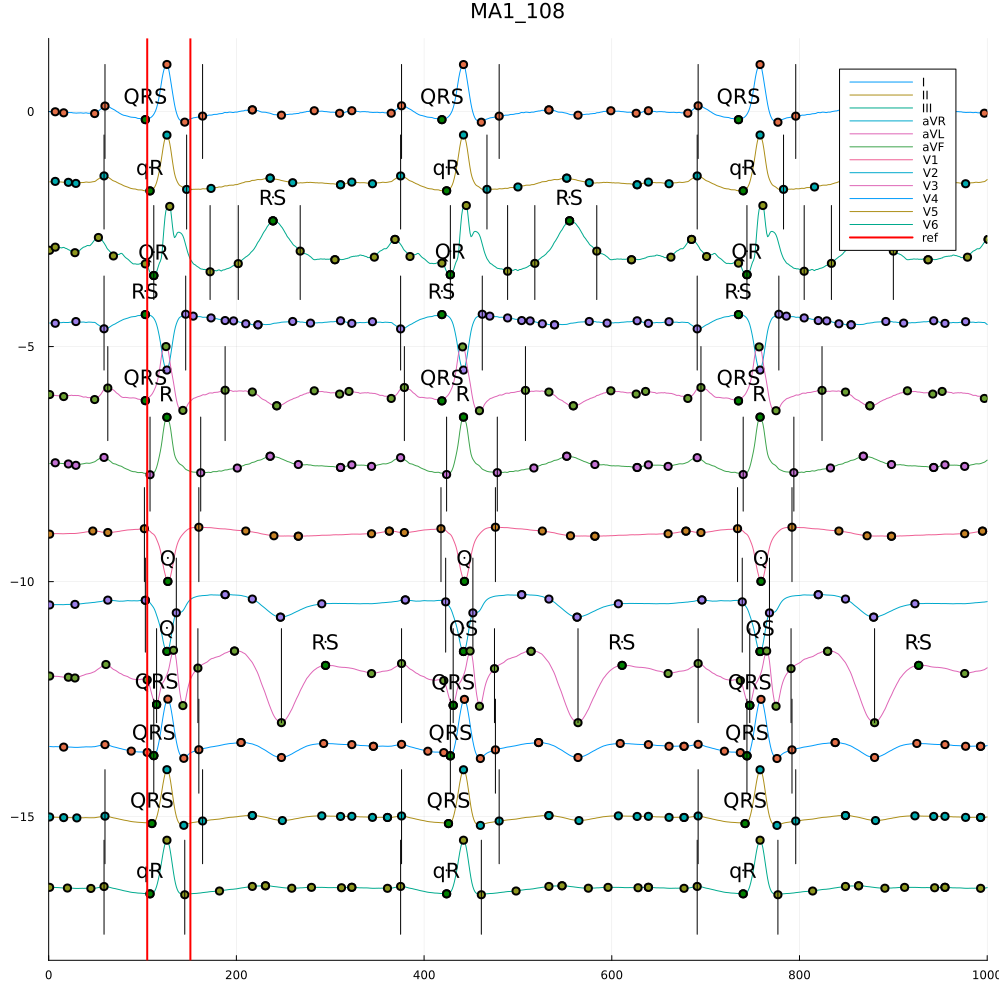 MA1_108
I
II
III
aVR
aVL
aVF
V1
V2
V3
V4
V5
V6
ref
0
−5
−10
−15
QRS QRS QRS
qR qR qR
RS RS
QR QR QR
RS RS RS
QRS QRS QRS
R R R
Q Q Q
Q QS QS
RS RS RS
QRS QRS QRS
QRS QRS QRS
QRS QRS QRS
qR qR qR
0 200 400 600 800 1000